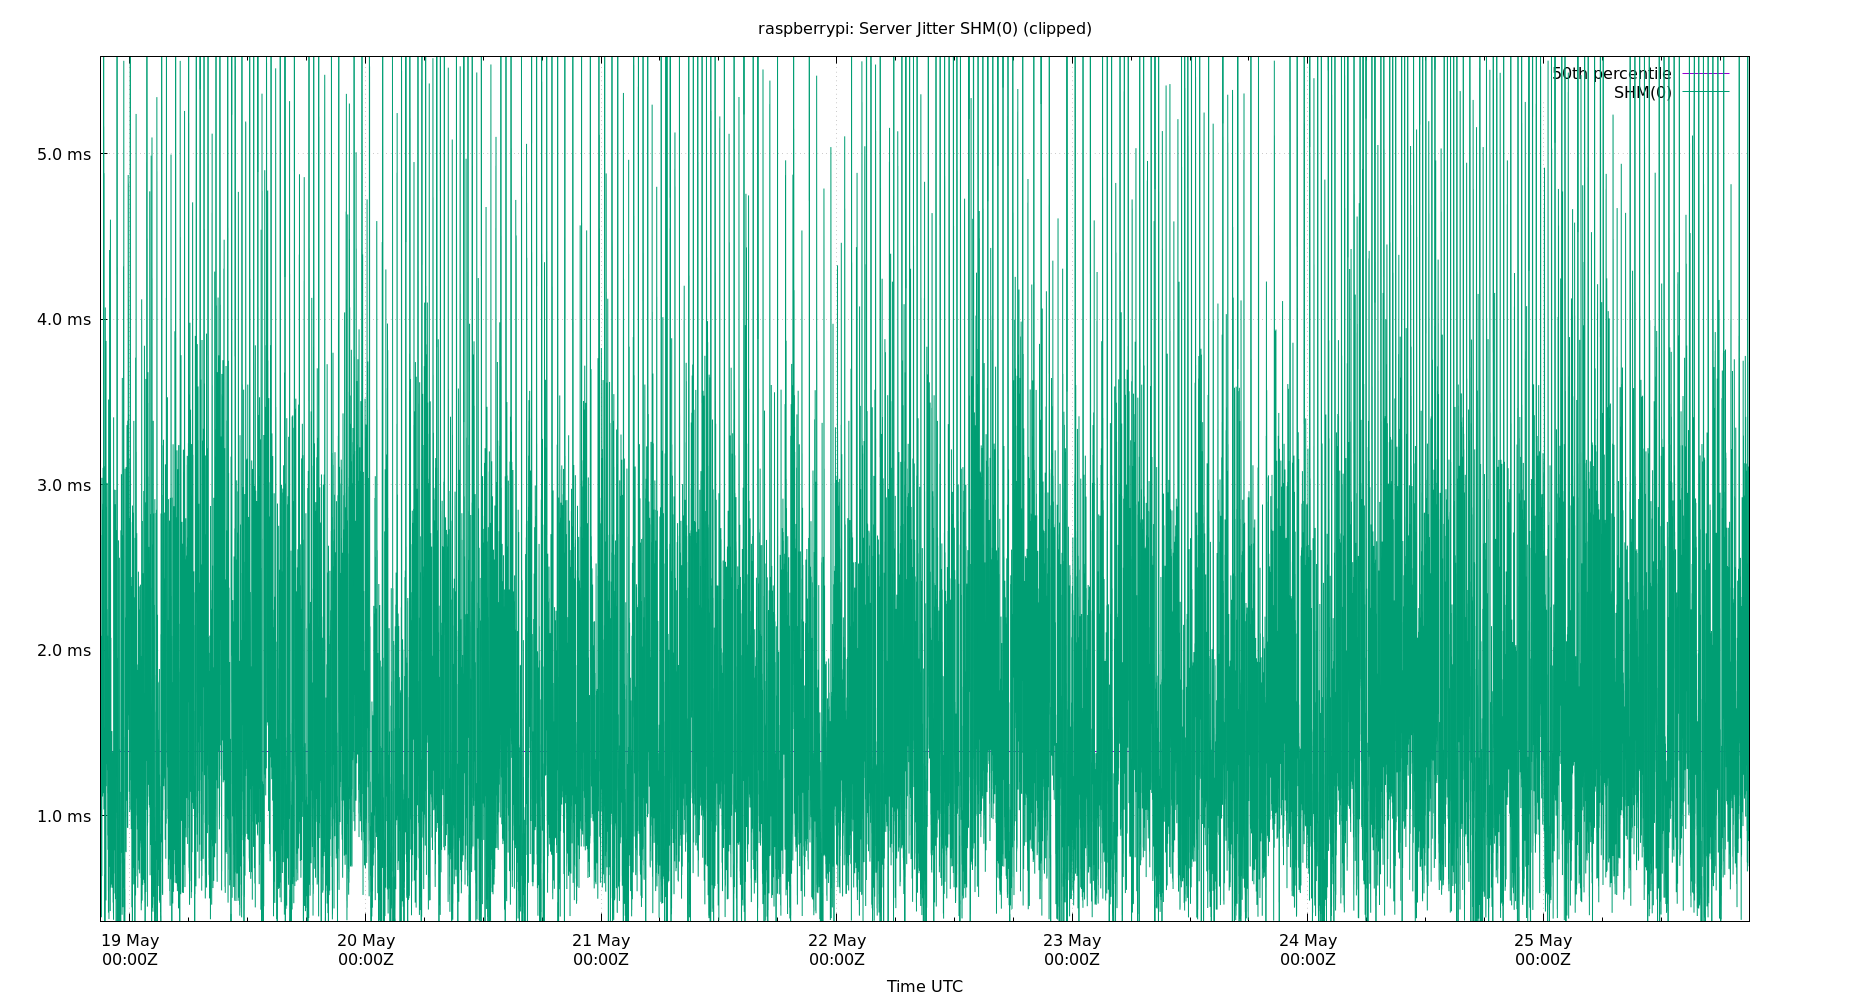 raspberrypi: Server Jitter SHM(0) (clipped)
50th percentile
SHM(0)
5.0 ms
4.0 ms
3.0 ms
2.0 ms
1.0 ms
19 May 20 May 21 May 22 May 23 May 24 May 25 May
00:00Z 00:00Z 00:00Z 00:00Z 00:00Z 00:00Z 00:00Z
Time UTC